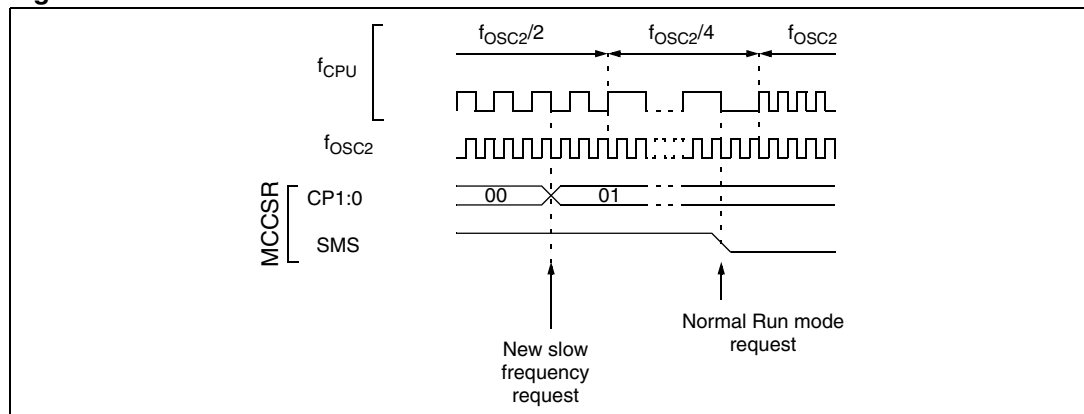 fOSC2/2
fOSC2/4
fOSC2
fCPU
fOSC2
MCCSR
CP1:0
00
01
SMS
New slow
frequency
request
Normal Run mode
request